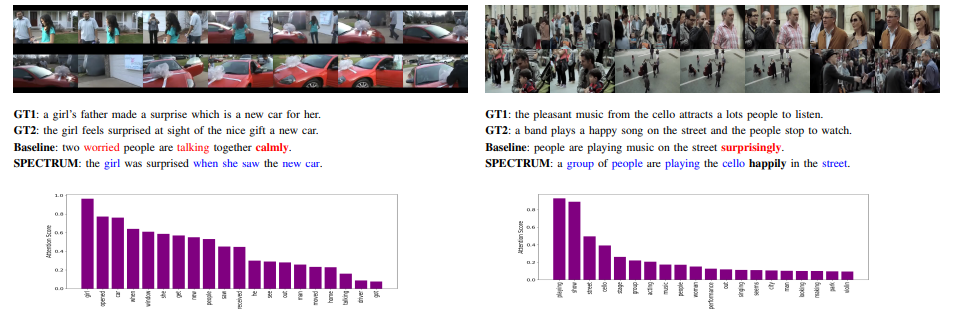 GT1: a girl's father made a surprise which is a new car for her.
GT2: the girl feels surprised at sight of the nice gift a new car.
Baseline: two worried people are talking together calmly.
SPECTRUM: the girl was surprised when she saw the new car.
GT1: the pleasant music from the cello attracts a lots people to listen.
GT2: a band plays a happy song on the street and the people stop to watch.
Baseline: people are playing music on the street surprisingly.
SPECTRUM: a group of people are playing the cello happily in the street.
Attention Score
1.0
0.8
0.6
0.4
0.2
0.0
girl
opened
car
when
window
she
get
new
people
saw
received
he
see
out
man
moved
home
talking
driver
got
Attention Score
0.8
0.6
0.4
0.2
0.0
playing
show
street
cello
stage
group
acting
music
people
woman
performance
out
singing
seems
city
man
looking
making
park
violin